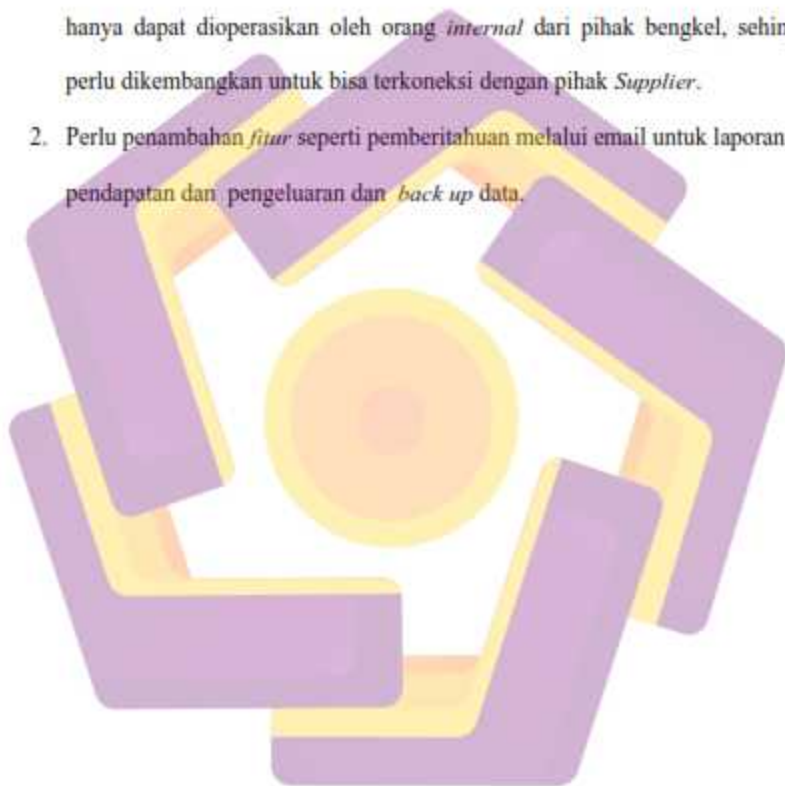 hanya dapat dioperasikan oleh orang internal dari pihak bengkel, sehin
perlu dikembangkan untuk bisa terkoneksi dengan pihak Supplier.
2. Perlu penambahan fitur seperti pemberitahuan melalui email untuk laporan
pendapatan dan pengeluaran dan back up data.